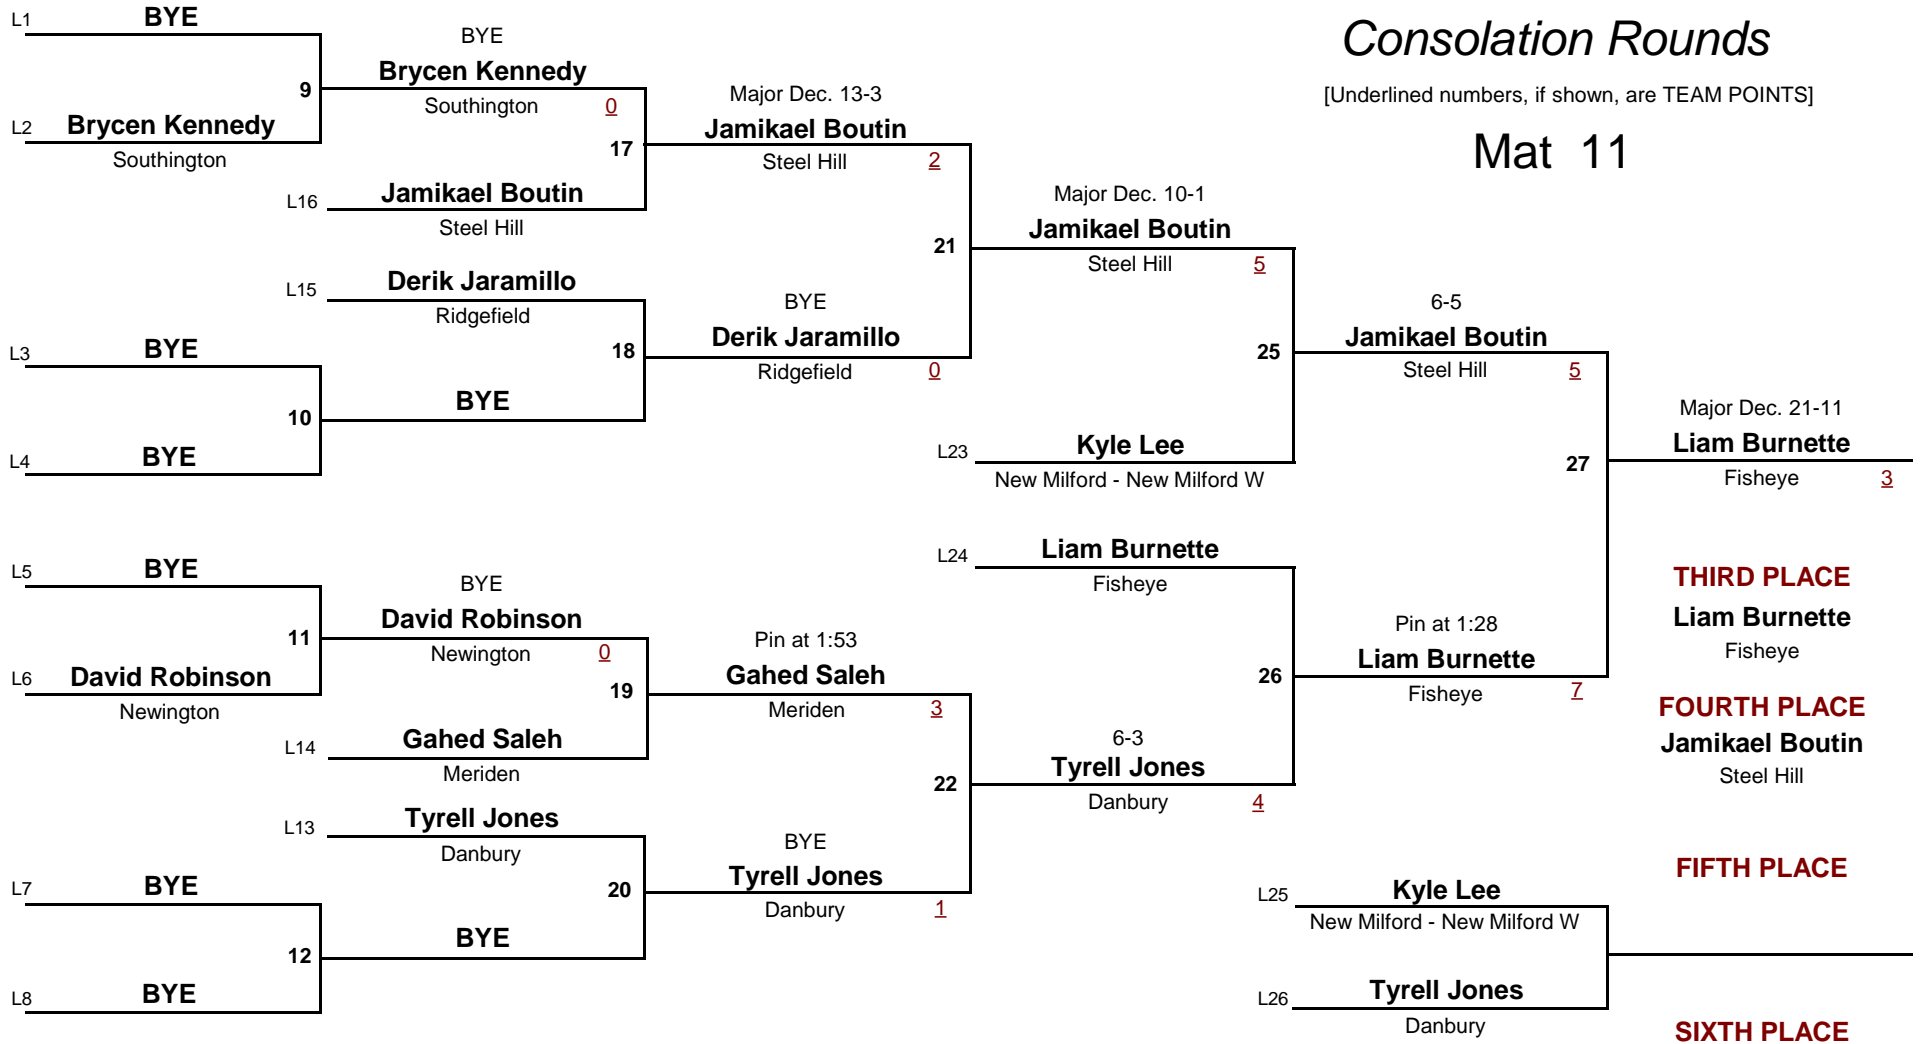 Consolation Rounds
[Underlined numbers, if shown, are TEAM POINTS]
Mat 11
L1 BYE
9
L2 Brycen Kennedy
Southington
L3 BYE
10
L4 BYE
L5 BYE
11
L6 David Robinson
Newington
L7 BYE
12
L8 BYE
BYE
Brycen Kennedy
Southington 0
17
L16 Jamikael Boutin
Steel Hill
L15 Derik Jaramillo
Ridgefield
18
BYE
BYE
David Robinson
Newington 0
19
L14 Gahed Saleh
Meriden
L13 Tyrell Jones
Danbury
20
BYE
Major Dec. 13-3
Jamikael Boutin
Steel Hill 2
21
BYE
Derik Jaramillo
Ridgefield 0
Pin at 1:53
Gahed Saleh
Meriden 3
22
BYE
Tyrell Jones
Danbury 1
Major Dec. 10-1
Jamikael Boutin
Steel Hill 5
25
L23 Kyle Lee
New Milford - New Milford W
L24 Liam Burnette
Fisheye
26
6-3
Tyrell Jones
Danbury 4
6-5
Jamikael Boutin
Steel Hill 5
27
Pin at 1:28
Liam Burnette
Fisheye 7
L25 Kyle Lee
New Milford - New Milford W
L26 Tyrell Jones
Danbury
Major Dec. 21-11
Liam Burnette
Fisheye 3
THIRD PLACE
Liam Burnette
Fisheye
FOURTH PLACE
Jamikael Boutin
Steel Hill
FIFTH PLACE
SIXTH PLACE